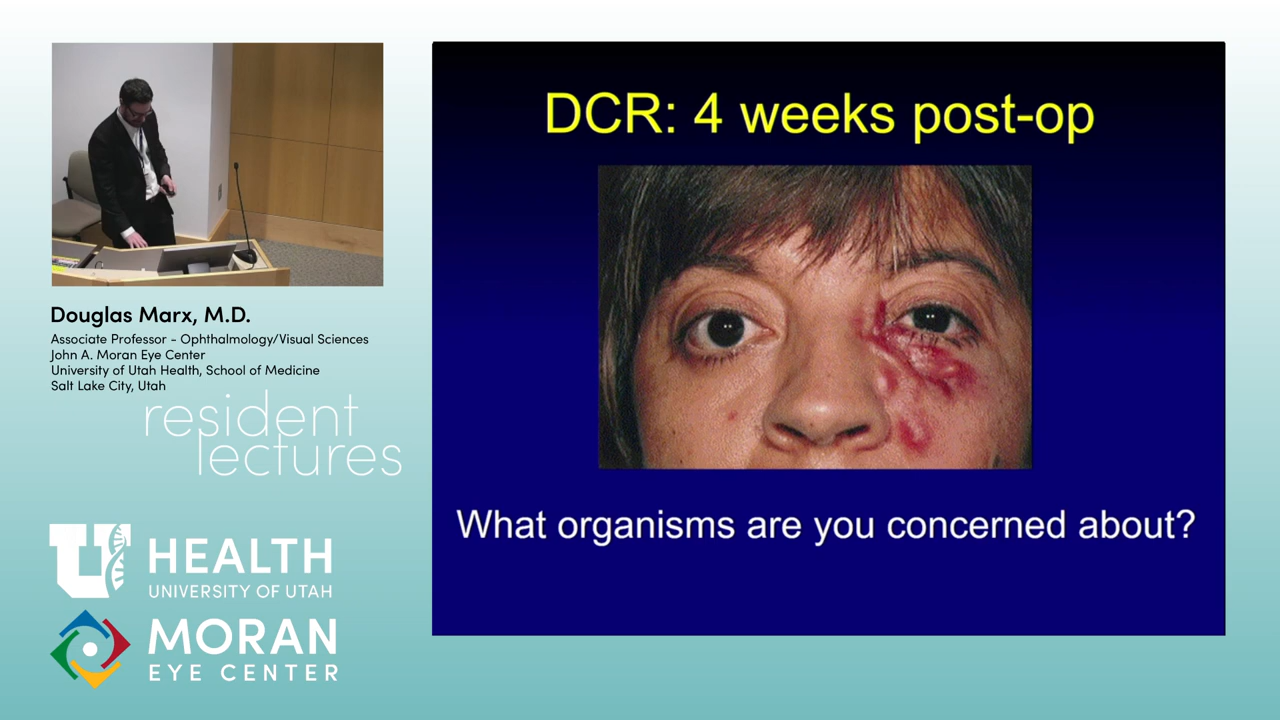 DCR: 4 weeks post-op
What organisms are you concerned about?
Douglas Marx, M.D.
Associate Professor - Ophthalmology/Visual Sciences
John A. Moran Eye Center
University of Utah Health, School of Medicine
Salt Lake City, Utah
resident
lectures
U HEALTH
UNIVERSITY OF UTAH
MORAN
EYE CENTER